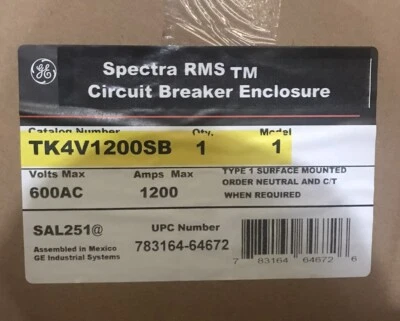 GE
Spectra RMS TM
Circuit Breaker Enclosure
Catalog Number Qty. Model
TK4V1200SB 1 1
Volts Max Amps Max TYPE 1 SURFACE MOUNTED
ORDER NEUTRAL AND C/T
600AC 1200 WHEN REQUIRED
SAL251@ UPC Number
783164-64672
Assembled in Mexico
GE Industrial Systems
7 83164 64672 6